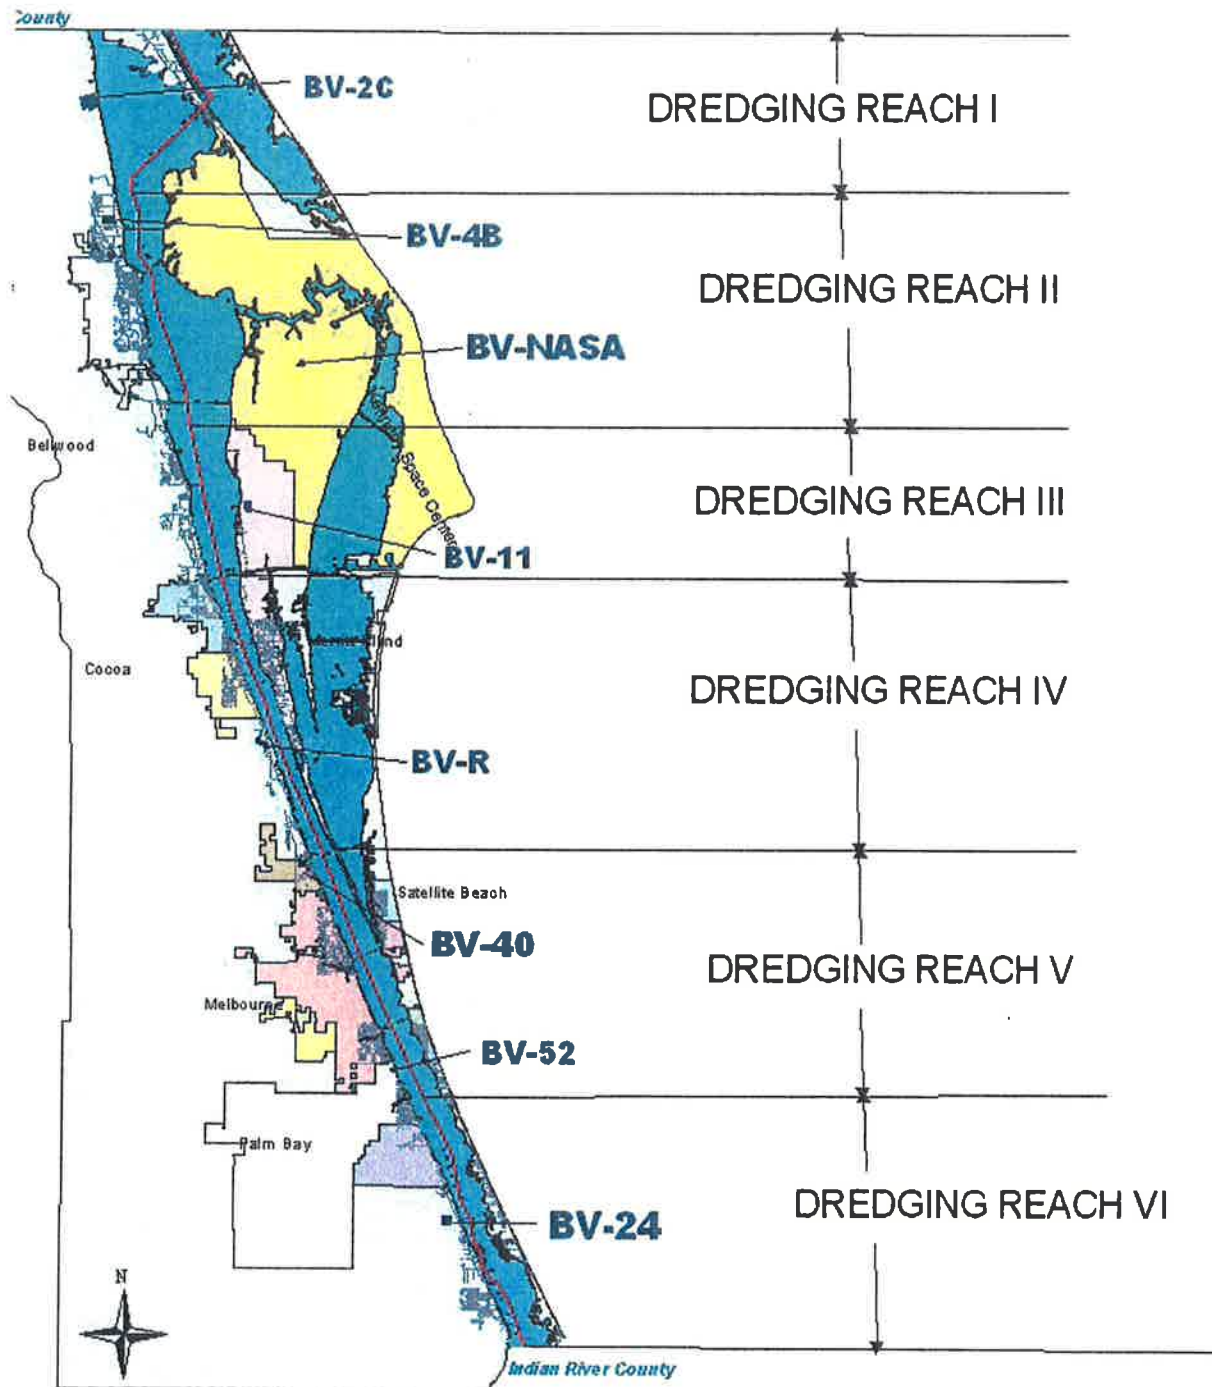 County
BV-2C
DREDGING REACH I
BV-4B
DREDGING REACH II
BV-NASA
Bellwood
Space Center
DREDGING REACH III
BV-11
Cocoa
DREDGING REACH IV
BV-R
Satellite Beach
BV-40
DREDGING REACH V
Melbourne
BV-52
Palm Bay
DREDGING REACH VI
BV-24
N
Indian River County